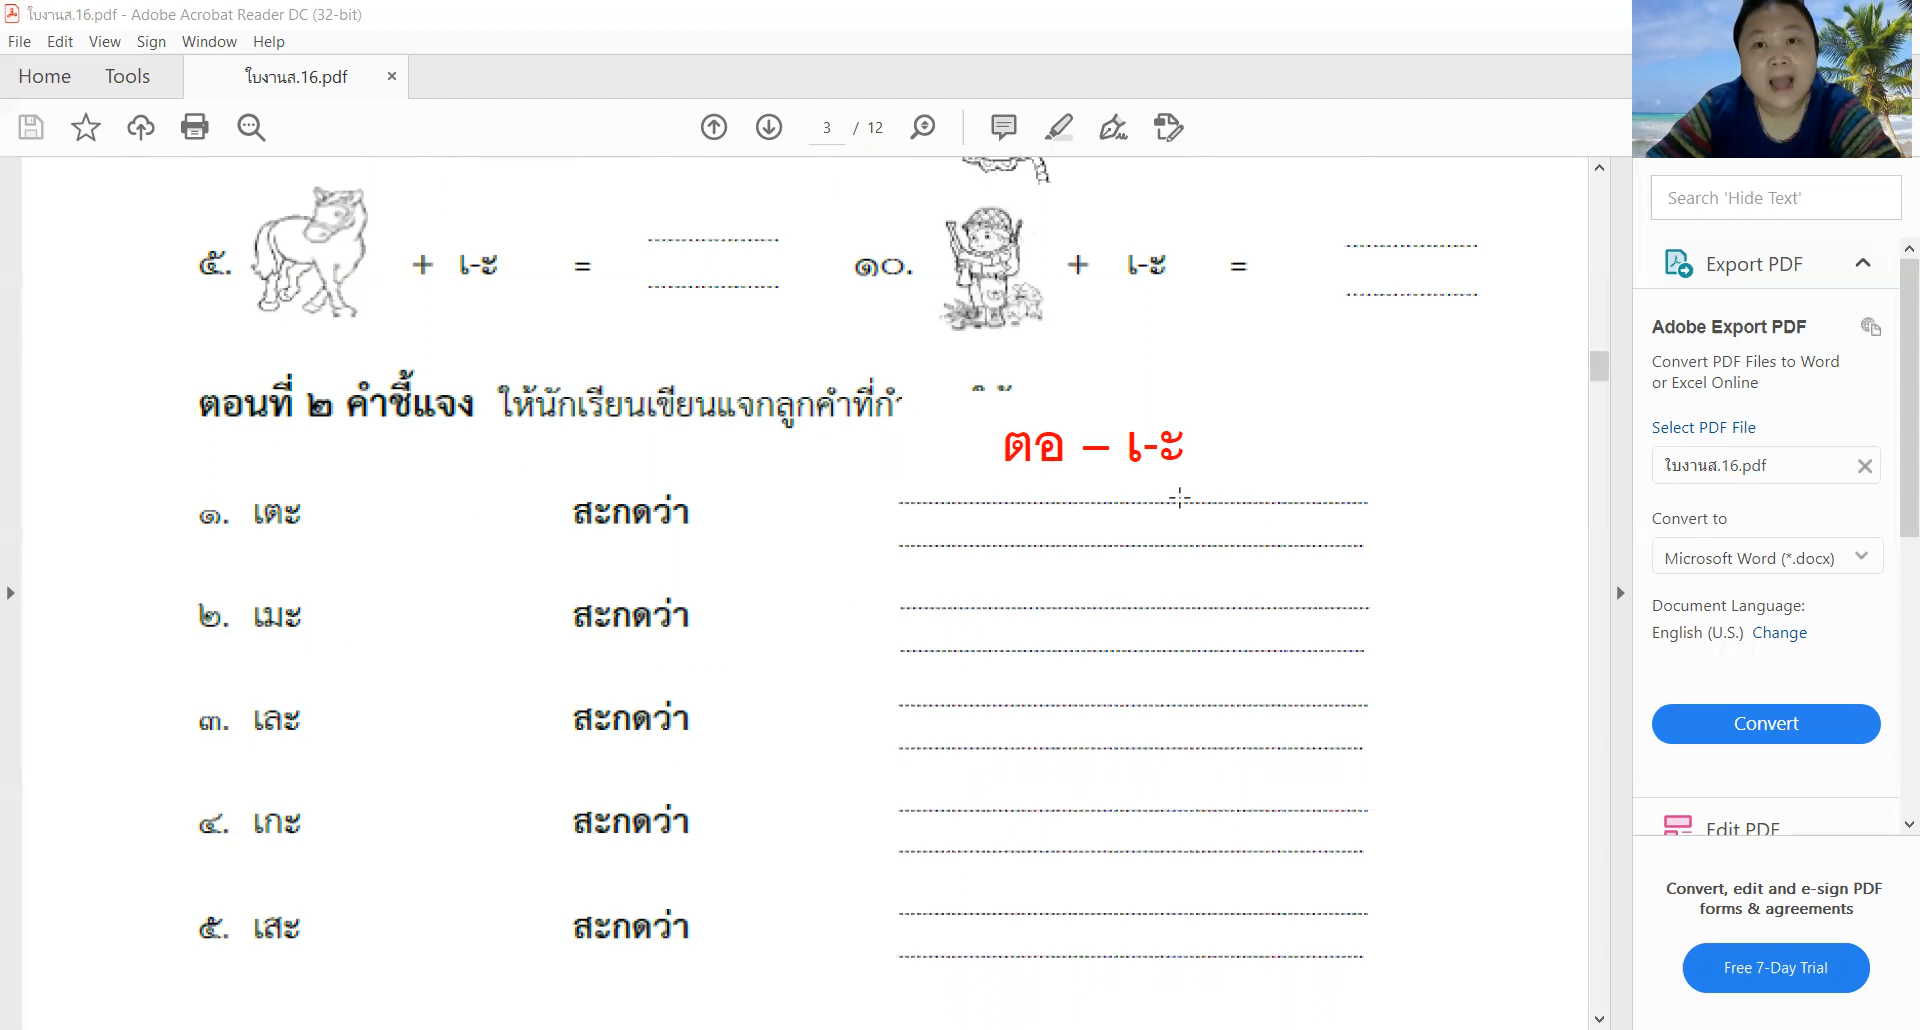 ใบงานส.16.pdf - Adobe Acrobat Reader DC (32-bit)
File Edit View Sign Window Help
Home Tools ใบงานส.16.pdf ×
3 / 12
Search 'Hide Text'
๕. + เ-ะ = ๑๐. + เ-ะ =
Export PDF
Adobe Export PDF
Convert PDF Files to Word
or Excel Online
ตอนที่ ๒ คำชี้แจง ให้นักเรียนเขียนแจกลูกคำที่
Select PDF File
ตอ – เ-ะ
ใบงานส.16.pdf
๑. เตะ สะกดว่า
Convert to
Microsoft Word (*.docx)
๒. เมะ สะกดว่า
Document Language:
English (U.S.) Change
๓. เละ สะกดว่า
Convert
๔. เกะ สะกดว่า
Edit PDF
๕. เสะ สะกดว่า
Convert, edit and e-sign PDF
forms & agreements
Free 7-Day Trial